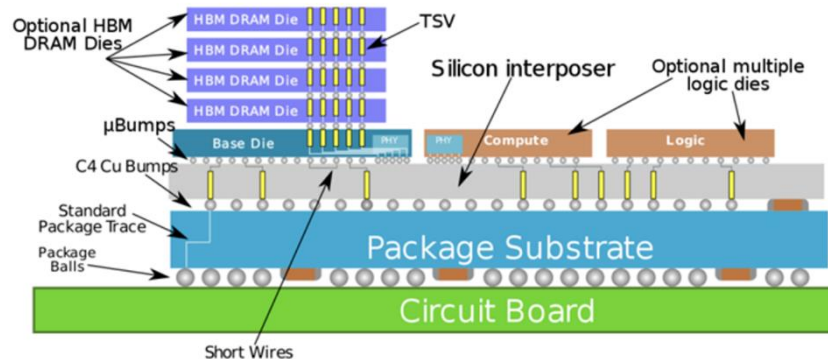 Optional HBM
DRAM Dies
HBM DRAM Die
HBM DRAM Die
HBM DRAM Die
HBM DRAM Die
TSV
Silicon interposer
Optional multiple
logic dies
µBumps
Base Die
PHY
PHY
Compute
Logic
C4 Cu Bumps
Standard
Package Trace
Package Substrate
Package
Balls
Circuit Board
Short Wires